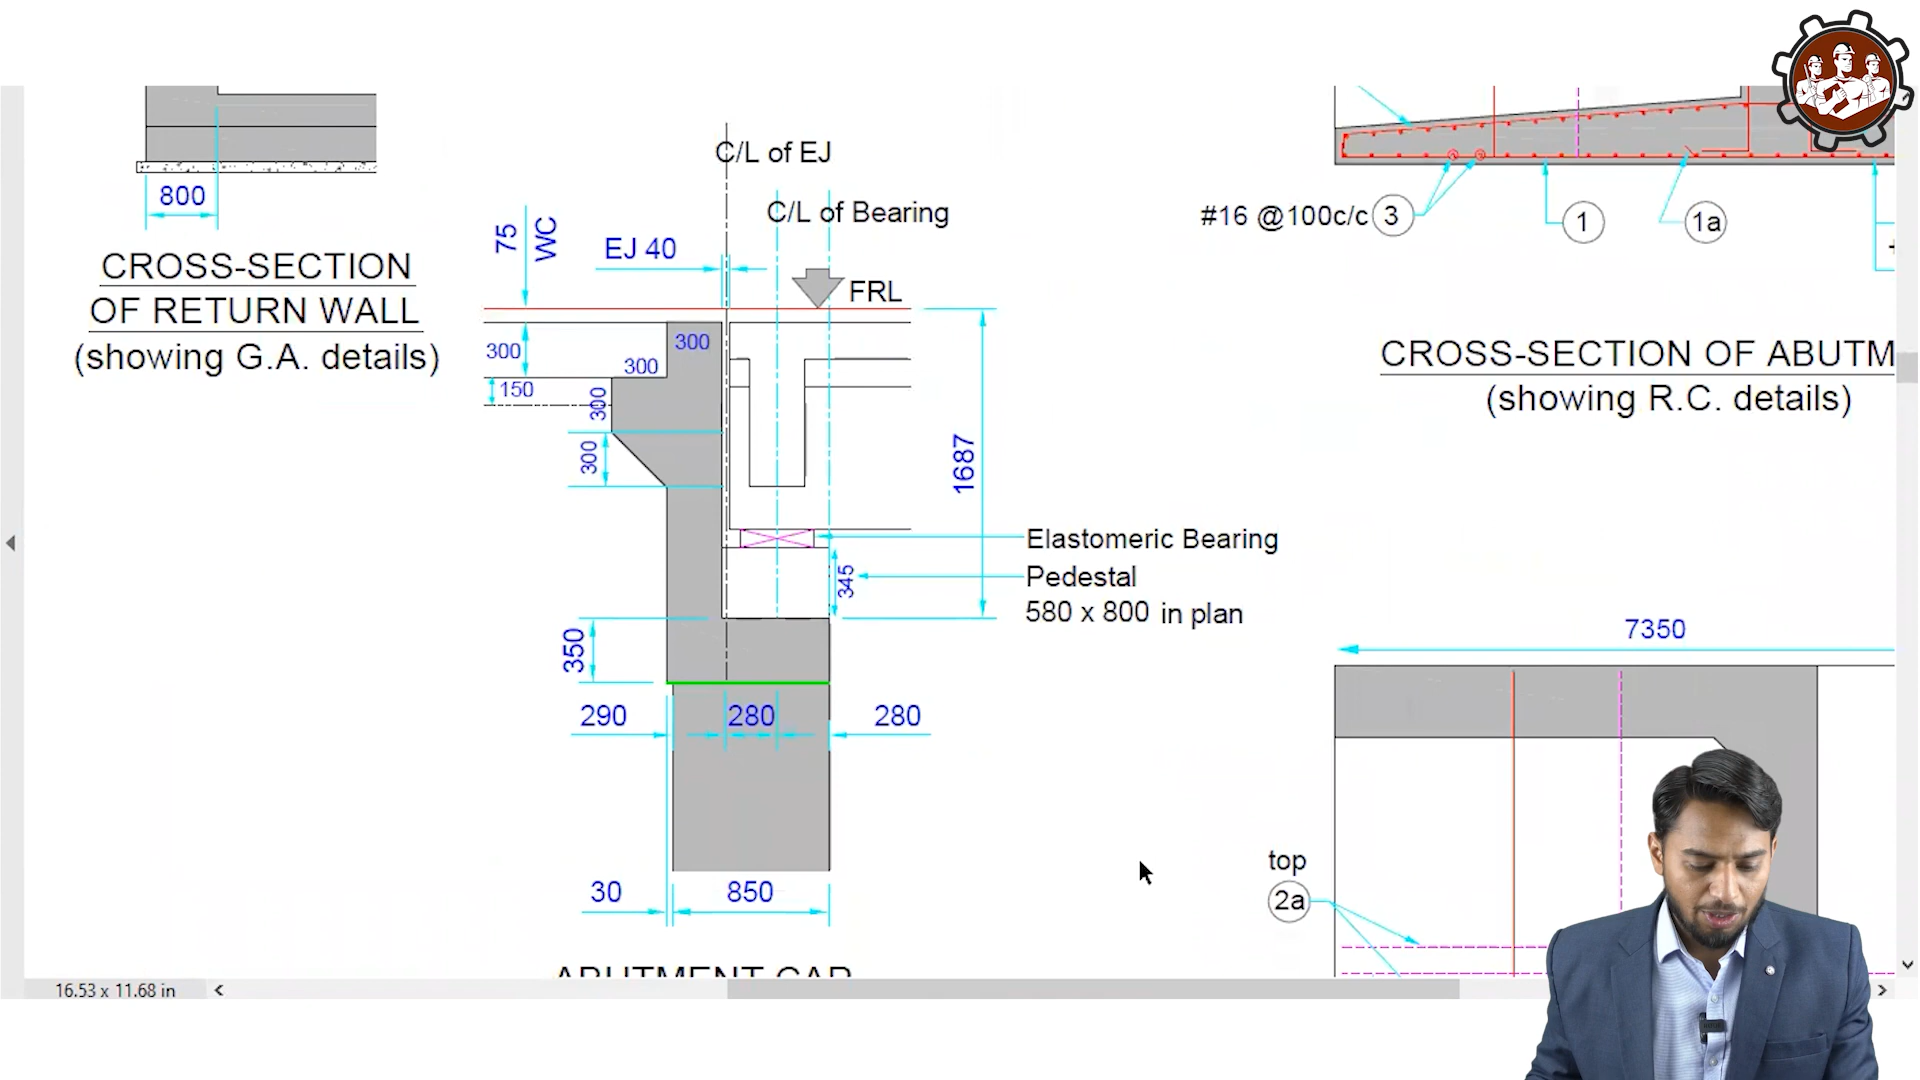 800
CROSS-SECTION
OF RETURN WALL
(showing G.A. details)
C/L of EJ
C/L of Bearing
75
WC
EJ 40
FRL
300
300
300
150
300
300
1687
Elastomeric Bearing
345
Pedestal
580 x 800 in plan
350
290
280
280
30
850
ABUTMENT CAP
#16 @100c/c 3
1
1a
CROSS-SECTION OF ABUTM
(showing R.C. details)
7350
top
2a
16.53 x 11.68 in